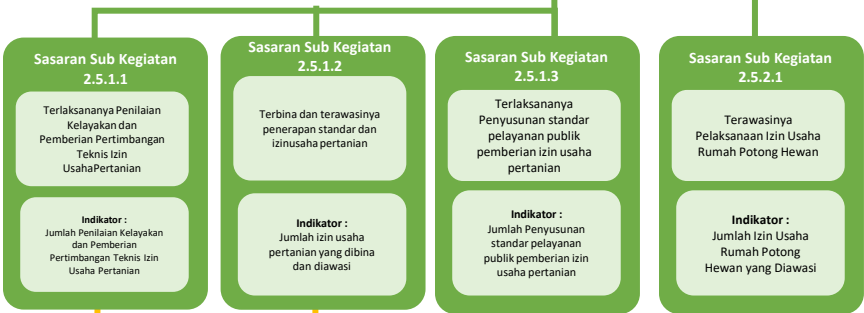 Sasaran Sub Kegiatan
2.5.1.1
Terlaksananya Penilaian
Kelayakan dan
Pemberian Pertimbangan
Teknis Izin
UsahaPertanian
Indikator :
Jumlah Penilaian Kelayakan
dan Pemberian
Pertimbangan Teknis Izin
Usaha Pertanian
Sasaran Sub Kegiatan
2.5.1.2
Terbina dan terawasinya
penerapan standar dan
izinusaha pertanian
Indikator :
Jumlah izin usaha
pertanian yang dibina
dan diawasi
Sasaran Sub Kegiatan
2.5.1.3
Terlaksananya
Penyusunan standar
pelayanan publik
pemberian izin usaha
pertanian
Indikator :
Jumlah Penyusunan
standar pelayanan
publik pemberian izin
usaha pertanian
Sasaran Sub Kegiatan
2.5.2.1
Terawasinya
Pelaksanaan Izin Usaha
Rumah Potong Hewan
Indikator :
Jumlah Izin Usaha
Rumah Potong
Hewan yang Diawasi